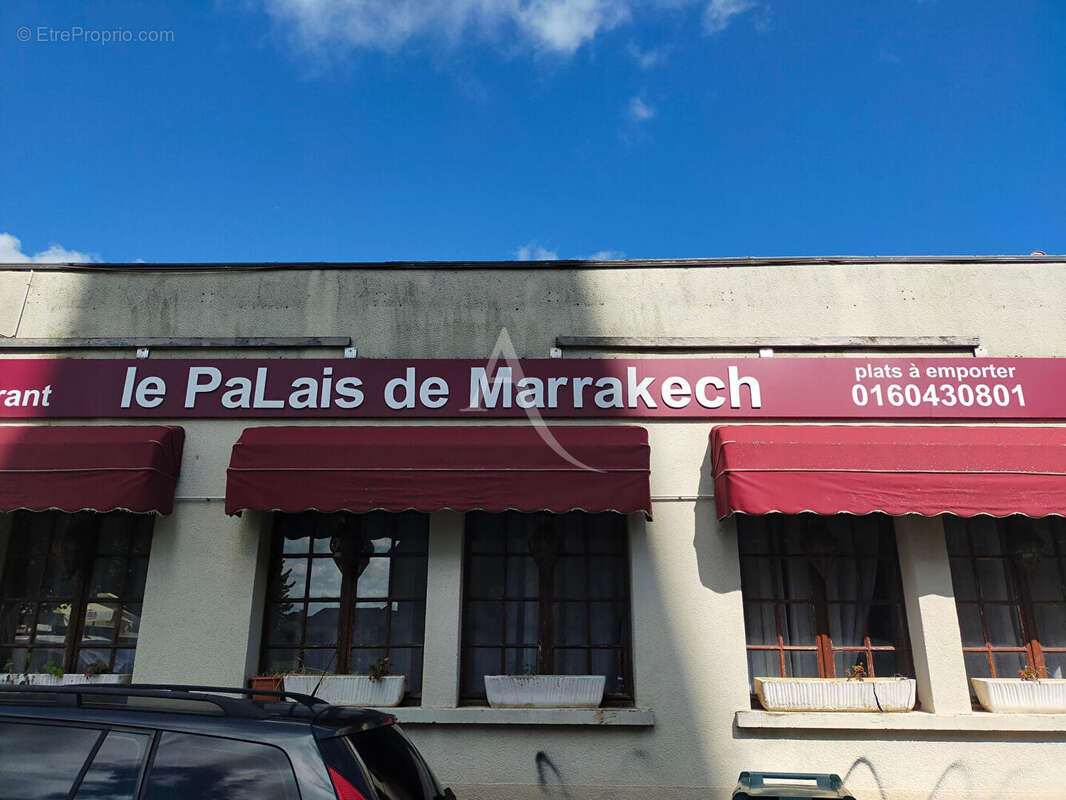 © EtreProprio.com
rant
le PaLais de Marrakech
plats à emporter
0160430801